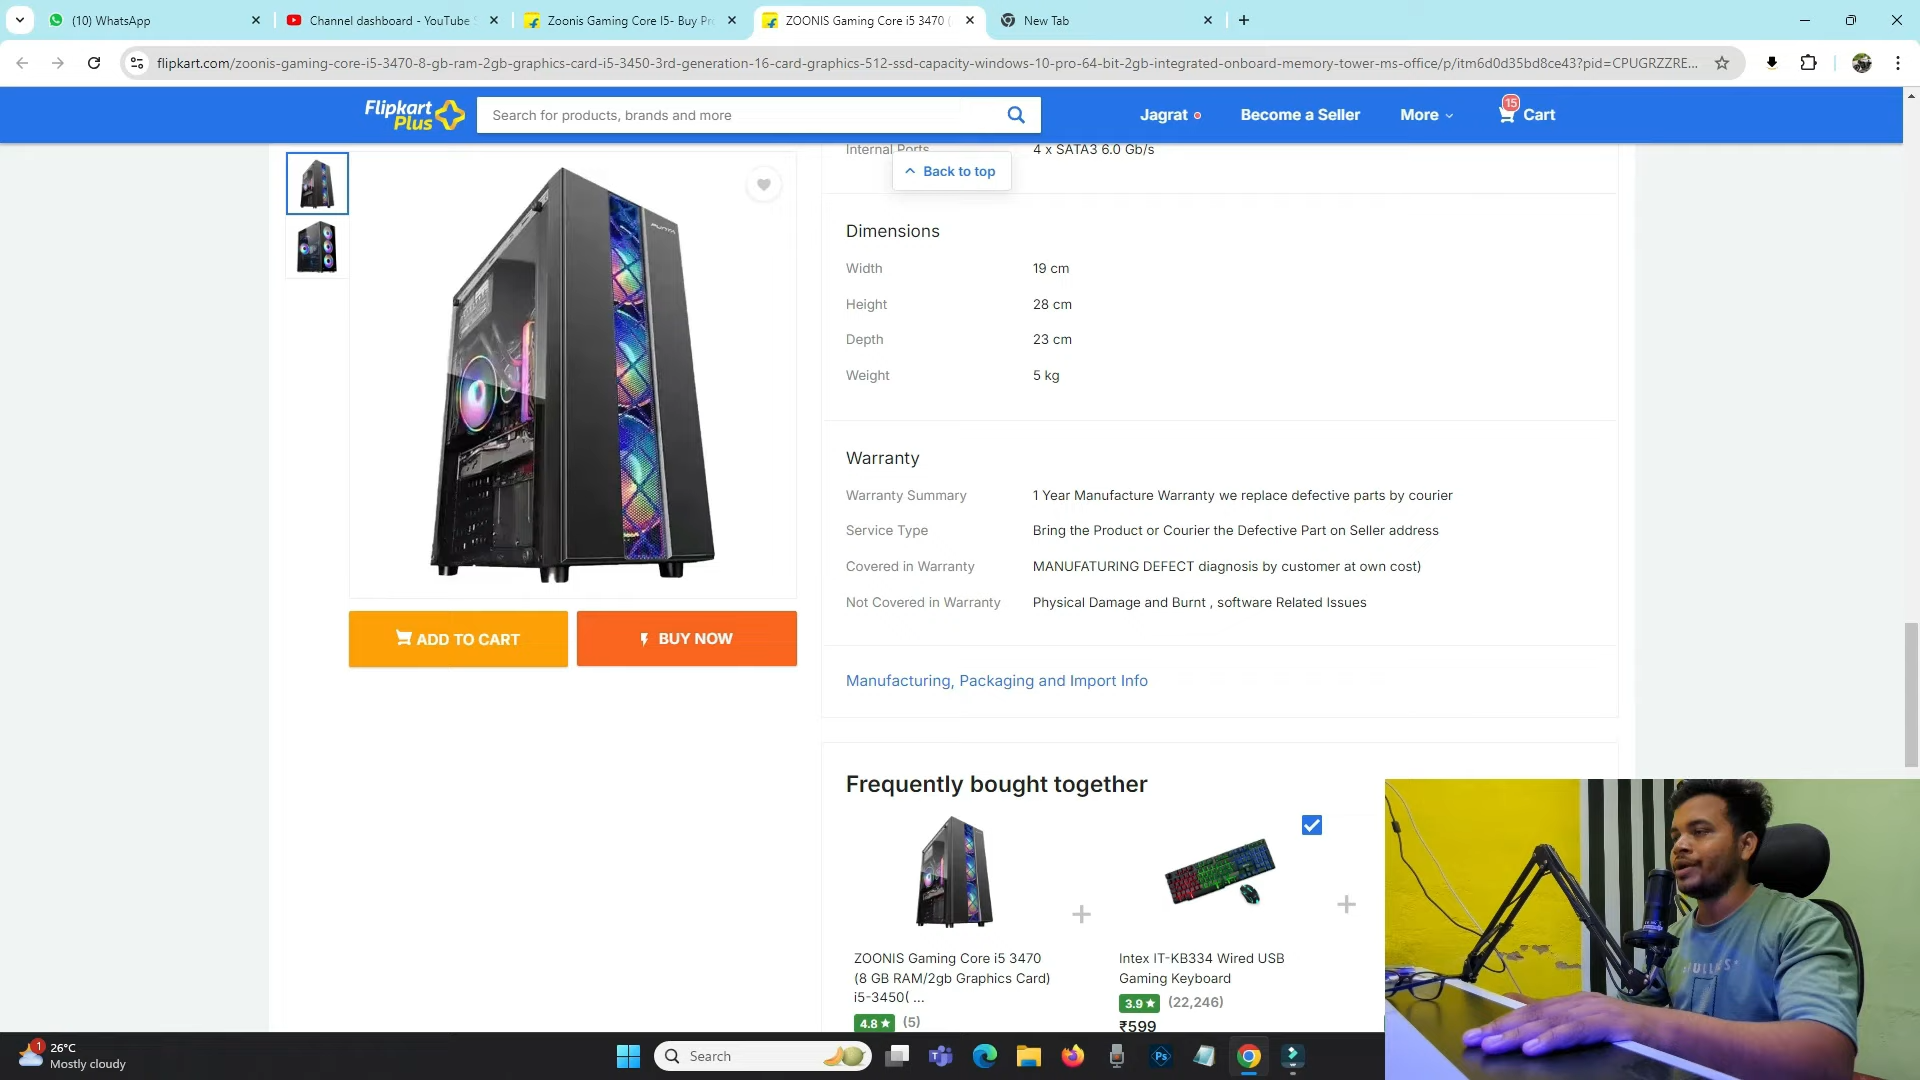 (10) WhatsApp
Channel dashboard - YouTube S
Zoonis Gaming Core I5- Buy Pr
ZOONIS Gaming Core i5 3470 (
New Tab
flipkart.com/zoonis-gaming-core-i5-3470-8-gb-ram-2gb-graphics-card-i5-3450-3rd-generation-16-card-graphics-512-ssd-capacity-windows-10-pro-64-bit-2gb-integrated-onboard-memory-tower-ms-office/p/itm6d0d35bd8ce43?pid=CPUGRZZRE...
Flipkart
Plus
Search for products, brands and more
Jagrat
Become a Seller
More
15
Cart
Internal Ports
4 x SATA3 6.0 Gb/s
Back to top
Dimensions
Width
19 cm
Height
28 cm
Depth
23 cm
Weight
5 kg
Warranty
Warranty Summary
1 Year Manufacture Warranty we replace defective parts by courier
Service Type
Bring the Product or Courier the Defective Part on Seller address
Covered in Warranty
MANUFATURING DEFECT diagnosis by customer at own cost)
Not Covered in Warranty
Physical Damage and Burnt , software Related Issues
ADD TO CART
BUY NOW
Manufacturing, Packaging and Import Info
Frequently bought together
ZOONIS Gaming Core i5 3470
(8 GB RAM/2gb Graphics Card)
i5-3450( ...
4.8 ★ (5)
Intex IT-KB334 Wired USB
Gaming Keyboard
3.9 ★ (22,246)
₹599
1
26°C
Mostly cloudy
Search
Ps